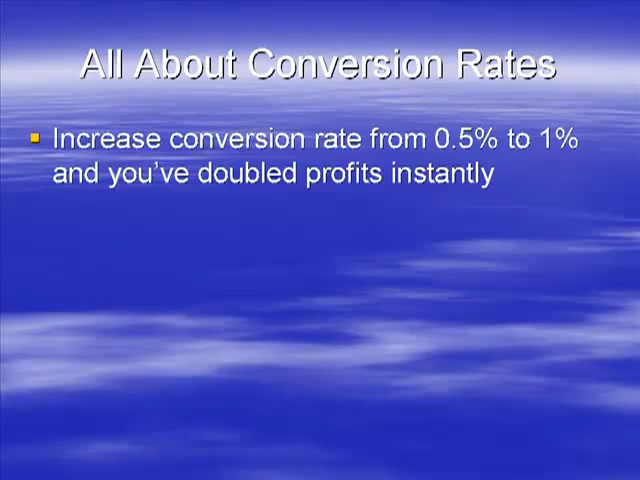 All About Conversion Rates
Increase conversion rate from 0.5% to 1%
and you've doubled profits instantly